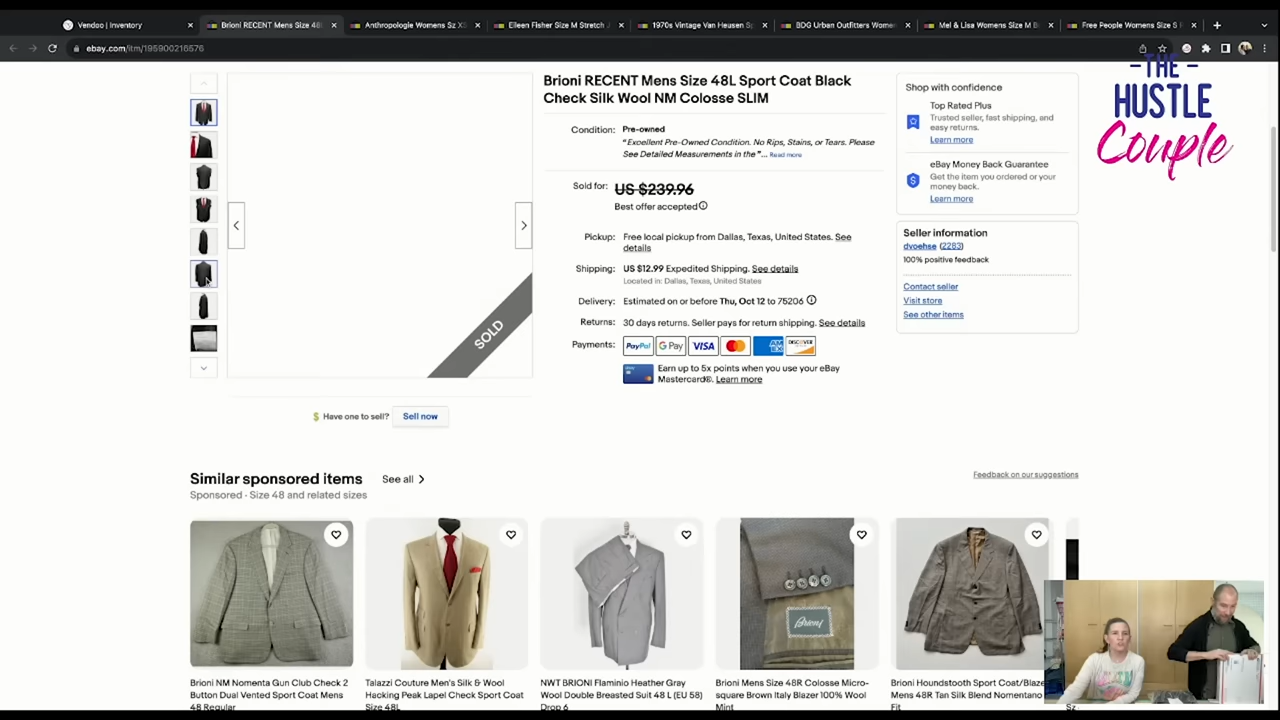 Vendoo | Inventory
Brioni RECENT Mens Size 48L
Anthropologie Womens Sz XS
Eileen Fisher Size M Stretch
1970s Vintage Van Heusen Sp
BDG Urban Outfitters Women
Mel & Lisa Womens Size M B
Free People Womens Size S
ebay.com/itm/195900216576
-THE-
HUSTLE
Couple
Brioni RECENT Mens Size 48L Sport Coat Black
Check Silk Wool NM Colosse SLIM
Condition: Pre-owned
"Excellent Pre-Owned Condition. No Rips, Stains, or Tears. Please
See Detailed Measurements in the"... Read more
Sold for: US $239.96
Best offer accepted
Pickup: Free local pickup from Dallas, Texas, United States. See
details
Shipping: US $12.99 Expedited Shipping. See details
Located in: Dallas, Texas, United States
Delivery: Estimated on or before Thu, Oct 12 to 75206
Returns: 30 days returns. Seller pays for return shipping. See details
Payments: PayPal G Pay VISA AM EX DISCOVER
Earn up to 5x points when you use your eBay
Mastercard®. Learn more
SOLD
Have one to sell? Sell now
Shop with confidence
Top Rated Plus
Trusted seller, fast shipping, and
easy returns.
Learn more
eBay Money Back Guarantee
Get the item you ordered or your
money back.
Learn more
Seller information
dvoehse (2283)
100% positive feedback
Contact seller
Visit store
See other items
Similar sponsored items See all
Sponsored · Size 48 and related sizes
Feedback on our suggestions
Brioni
Brioni NM Nomenta Gun Club Check 2
Button Dual Vented Sport Coat Mens
48 Regular
Talazzi Couture Men's Silk & Wool
Hacking Peak Lapel Check Sport Coat
Size 48L
NWT BRIONI Flaminio Heather Gray
Wool Double Breasted Suit 48 L (EU 58)
Drop 6
Brioni Mens Size 48R Colosse Micro-
square Brown Italy Blazer 100% Wool
Mint
Brioni Houndstooth Sport Coat/Blaze
Mens 48R Tan Silk Blend Nomentano
Fit